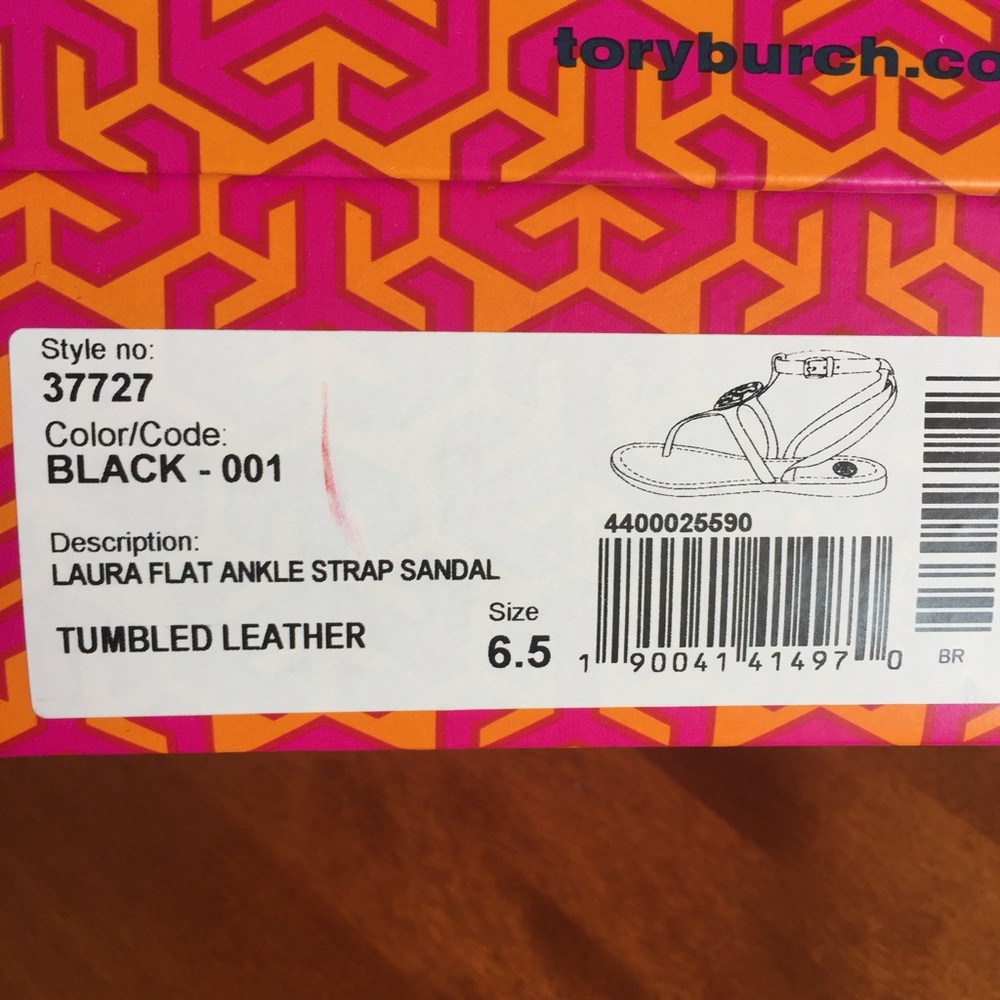 toryburch.co
Style no:
37727
Color/Code:
BLACK - 001
Description:
LAURA FLAT ANKLE STRAP SANDAL
TUMBLED LEATHER
Size
6.5
4400025590
1 90041 41497 0
BR